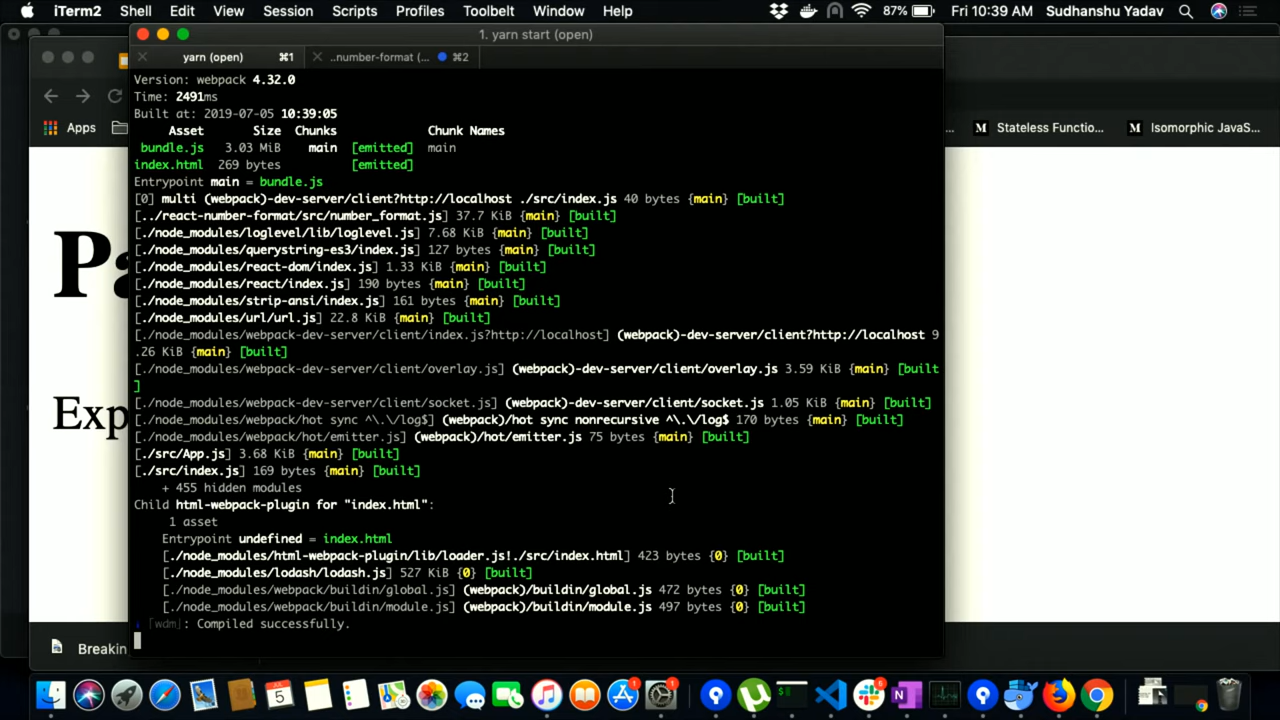 iTerm2 Shell Edit View Session Scripts Profiles Toolbelt Window Help 87% Fri 10:39 AM Sudhanshu Yadav
1. yarn start (open)
yarn (open) ⌘1 ..number-format (... ⌘2
Version: webpack 4.32.0
Time: 2491ms
Built at: 2019-07-05 10:39:05
Asset Size Chunks Chunk Names
bundle.js 3.03 MiB main [emitted] main
index.html 269 bytes [emitted]
Entrypoint main = bundle.js
[0] multi (webpack)-dev-server/client?http://localhost ./src/index.js 40 bytes {main} [built]
[../react-number-format/src/number_format.js] 37.7 KiB {main} [built]
[./node_modules/loglevel/lib/loglevel.js] 7.68 KiB {main} [built]
[./node_modules/querystring-es3/index.js] 127 bytes {main} [built]
[./node_modules/react-dom/index.js] 1.33 KiB {main} [built]
[./node_modules/react/index.js] 190 bytes {main} [built]
[./node_modules/strip-ansi/index.js] 161 bytes {main} [built]
[./node_modules/url/url.js] 22.8 KiB {main} [built]
[./node_modules/webpack-dev-server/client/index.js?http://localhost] (webpack)-dev-server/client?http://localhost 9
.26 KiB {main} [built]
[./node_modules/webpack-dev-server/client/overlay.js] (webpack)-dev-server/client/overlay.js 3.59 KiB {main} [built
]
[./node_modules/webpack-dev-server/client/socket.js] (webpack)-dev-server/client/socket.js 1.05 KiB {main} [built]
[./node_modules/webpack/hot sync ^\.\/log$] (webpack)/hot sync nonrecursive ^\.\/log$ 170 bytes {main} [built]
[./node_modules/webpack/hot/emitter.js] (webpack)/hot/emitter.js 75 bytes {main} [built]
[./src/App.js] 3.68 KiB {main} [built]
[./src/index.js] 169 bytes {main} [built]
+ 455 hidden modules
Child html-webpack-plugin for "index.html":
1 asset
Entrypoint undefined = index.html
[./node_modules/html-webpack-plugin/lib/loader.js!./src/index.html] 423 bytes {0} [built]
[./node_modules/lodash/lodash.js] 527 KiB {0} [built]
[./node_modules/webpack/buildin/global.js] (webpack)/buildin/global.js 472 bytes {0} [built]
[./node_modules/webpack/buildin/module.js] (webpack)/buildin/module.js 497 bytes {0} [built]
ℹ ｢wdm｣: Compiled successfully.
Apps ... M Stateless Functio... M Isomorphic JavaS...
Exp
Breakin